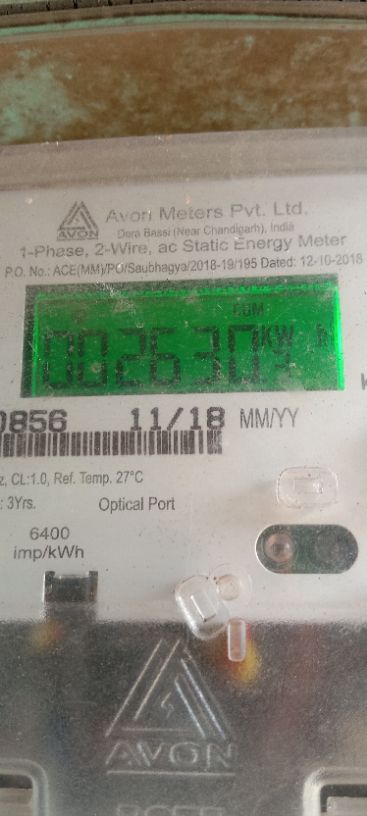 AVON
Avon Meters Pvt. Ltd.
Dera Bassi (Near Chandigarh), India
1-Phase, 2-Wire, ac Static Energy Meter
P.O. No.: ACE(MM)/PO/Saubhagya/2018-19/195 Dated: 12-10-2018
CUM
002630 KW h
0856 11/18 MM/YY
z, CL:1.0, Ref. Temp. 27°C
: 3Yrs. Optical Port
6400
imp/kWh
AVON